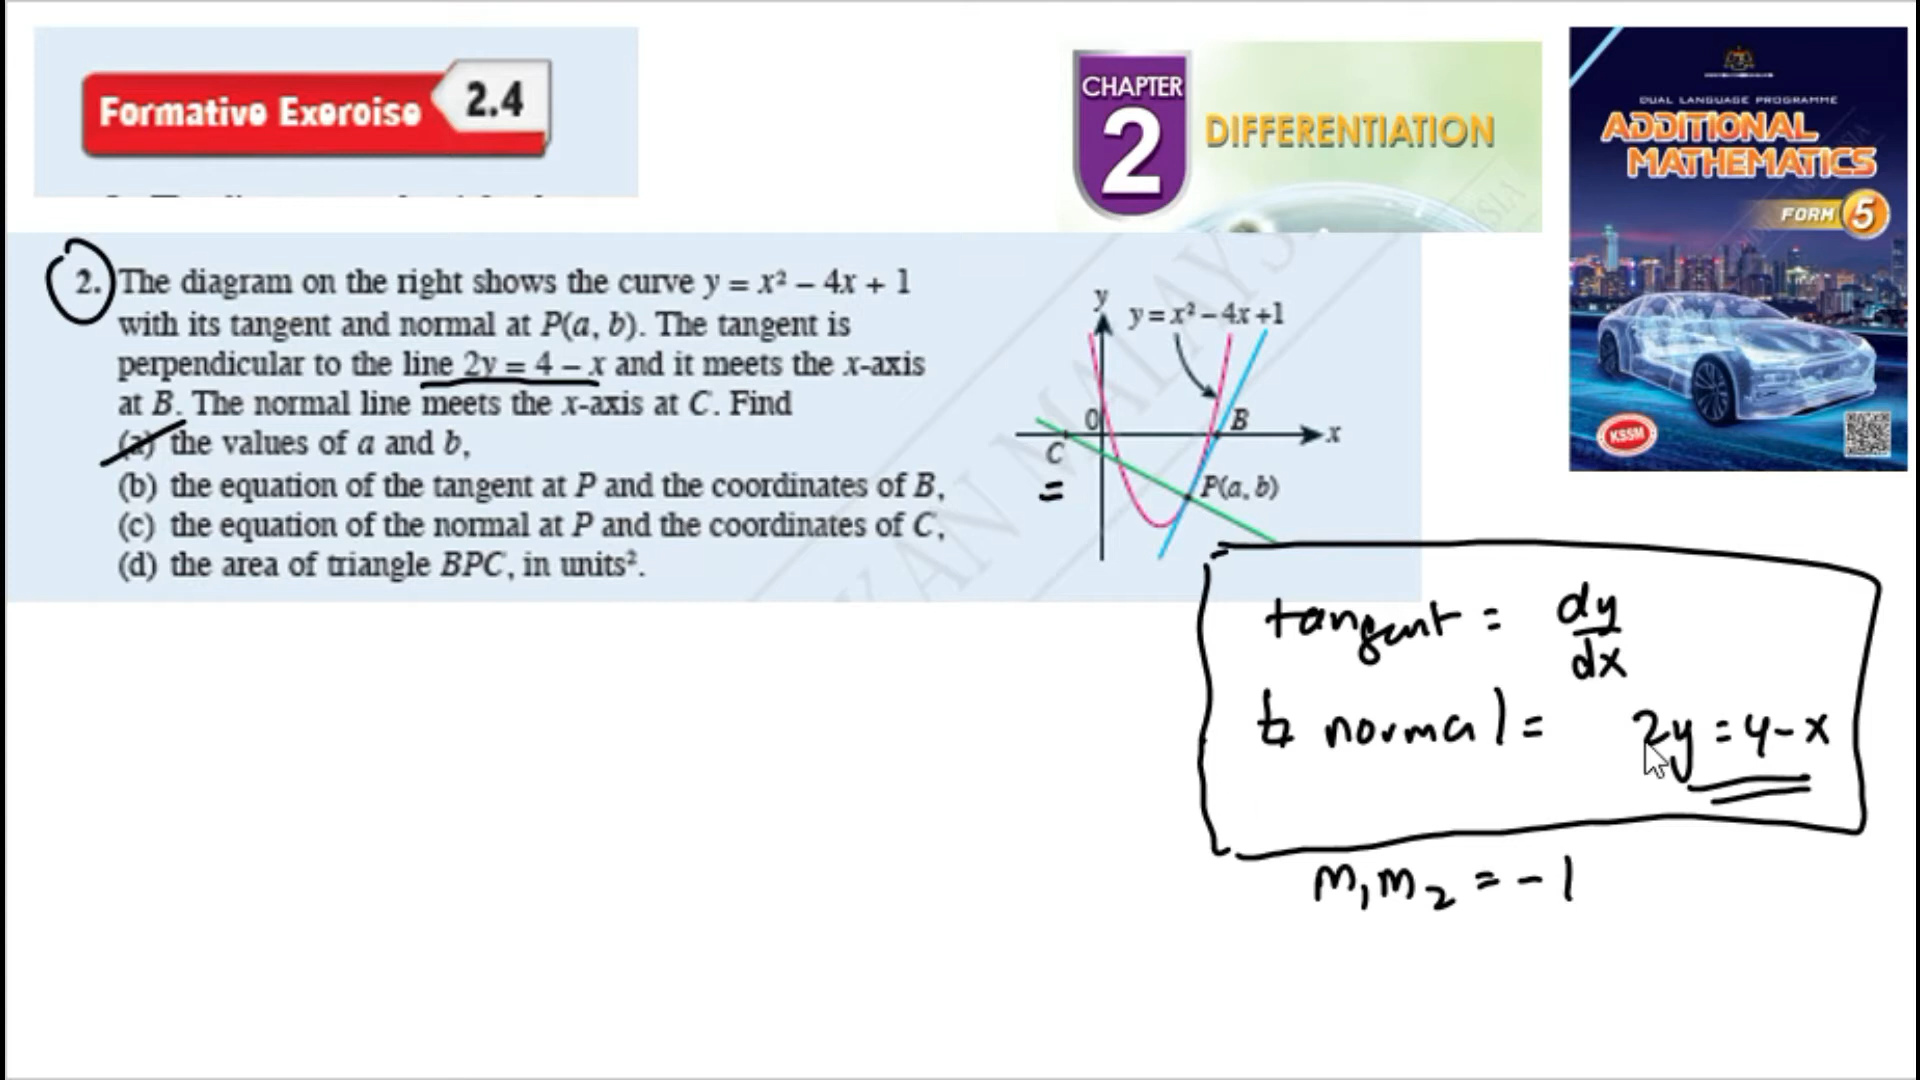 Formative Exercise 2.4
CHAPTER
2
DIFFERENTIATION
DUAL LANGUAGE PROGRAMME
ADDITIONAL
MATHEMATICS
FORM 5
KSSM
2. The diagram on the right shows the curve y = x² – 4x + 1
with its tangent and normal at P(a, b). The tangent is
perpendicular to the line 2y = 4 – x and it meets the x-axis
at B. The normal line meets the x-axis at C. Find
(a) the values of a and b,
(b) the equation of the tangent at P and the coordinates of B,
(c) the equation of the normal at P and the coordinates of C,
(d) the area of triangle BPC, in units².
y
y = x² – 4x +1
0
B
x
C
P(a, b)
tangent = dy
dx
normal = 2y = 4 - x
m₁m₂ = -1